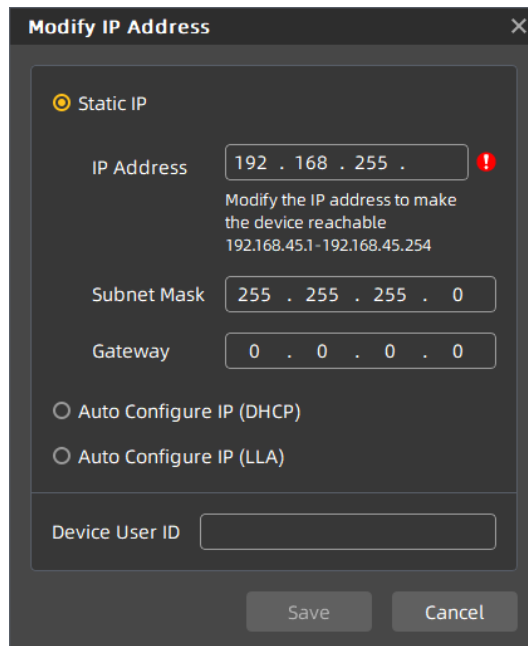 Modify IP Address
Static IP
IP Address 192 . 168 . 255 .
Modify the IP address to make
the device reachable
192.168.45.1-192.168.45.254
Subnet Mask 255 . 255 . 255 . 0
Gateway 0 . 0 . 0 . 0
Auto Configure IP (DHCP)
Auto Configure IP (LLA)
Device User ID
Save Cancel